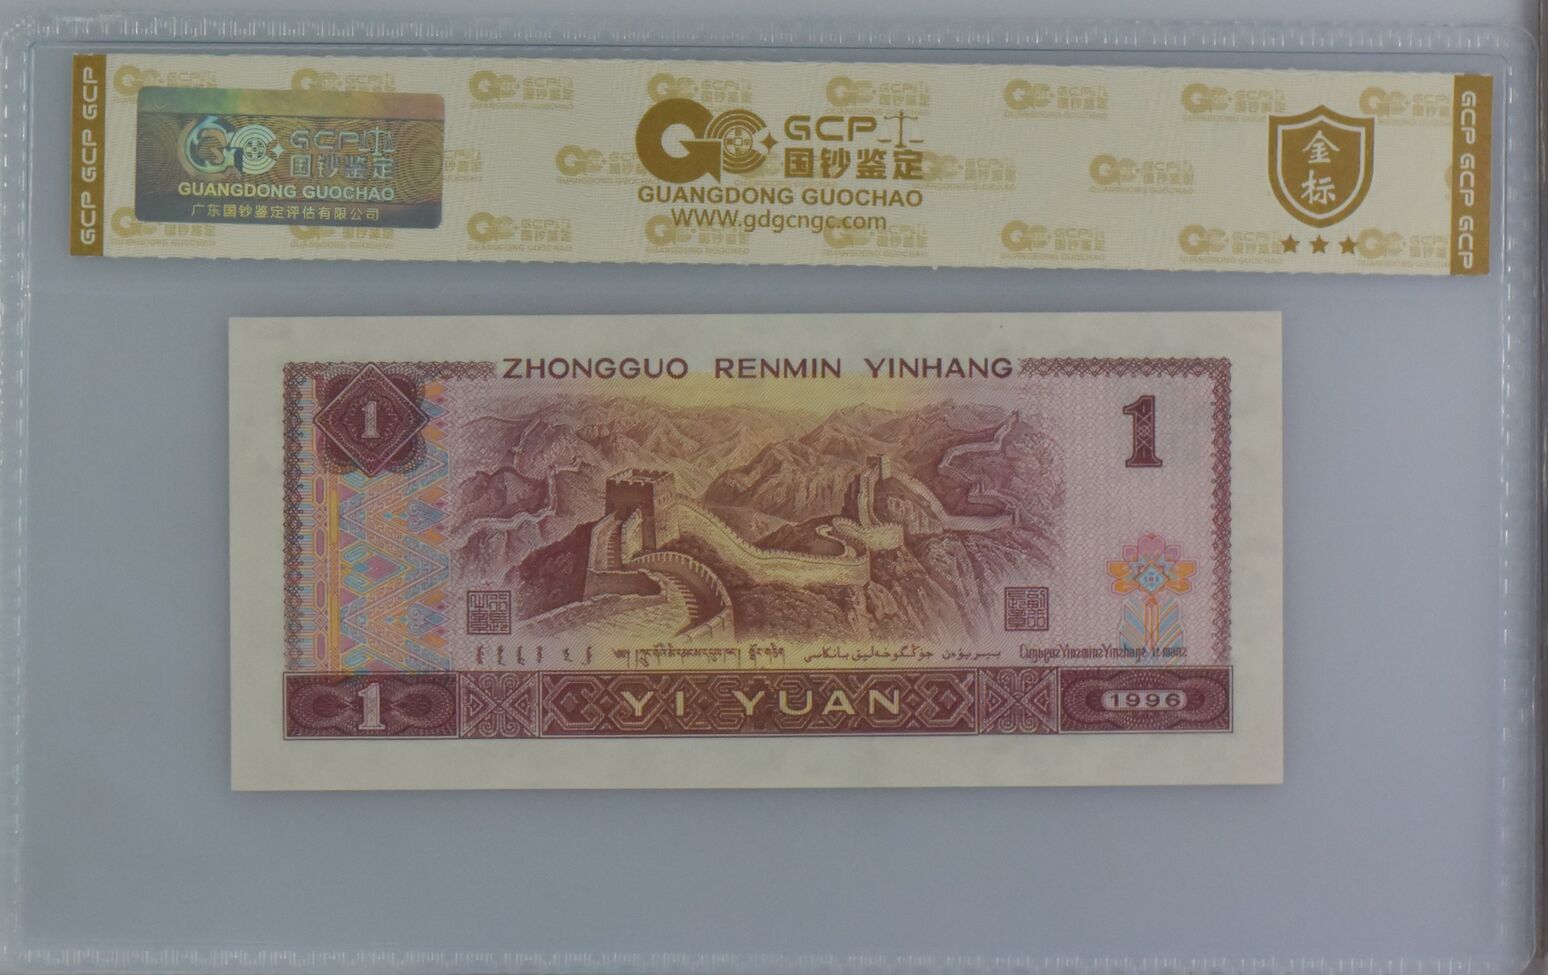 GCP GCP GCP
GCP 国钞鉴定
GUANGDONG GUOCHAO
广东国钞鉴定评估有限公司
GCP
国钞鉴定
GUANGDONG GUOCHAO
WWW.gdgcngc.com
金标
GCP GCP GCP
ZHONGGUO RENMIN YINHANG
1
1
1
YI YUAN
1996